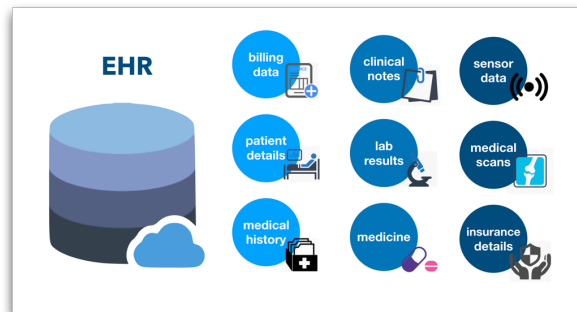 EHR
billing
data
clinical
notes
sensor
data
patient
details
lab
results
medical
scans
medical
history
medicine
insurance
details